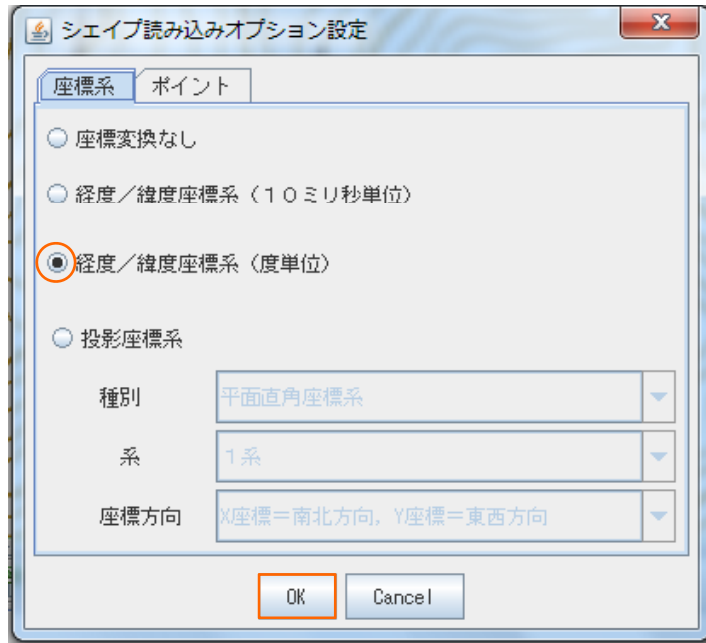 シェイプ読み込みオプション設定
座標系 ポイント
座標変換なし
経度／緯度座標系（１０ミリ秒単位）
経度／緯度座標系（度単位）
投影座標系
種別 平面直角座標系
系 １系
座標方向 X座標＝南北方向，Y座標＝東西方向
OK Cancel